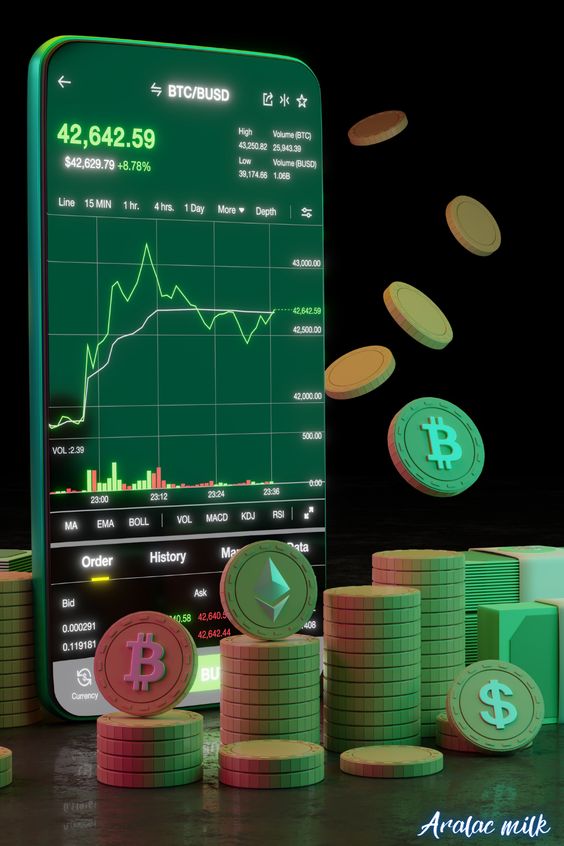 BTC/BUSD
42,642.59
$42,629.79 +8.78%
High Volume (BTC)
43,250.82 25,943.39
Low Volume (BUSD)
39,174.66 1.06B
Line 15 MIN 1 hr. 4 hrs. 1 Day More Depth
43,000.00
42,642.59
42,500.00
42,000.00
500.00
VOL :2.39
0.00
23:00 23:12 23:24 23:36
MA EMA BOLL VOL MACD KDJ RSI
Order History
Bid Ask
0.000291
0.119181 42,642.44
Currency BU
$
Aralac milk